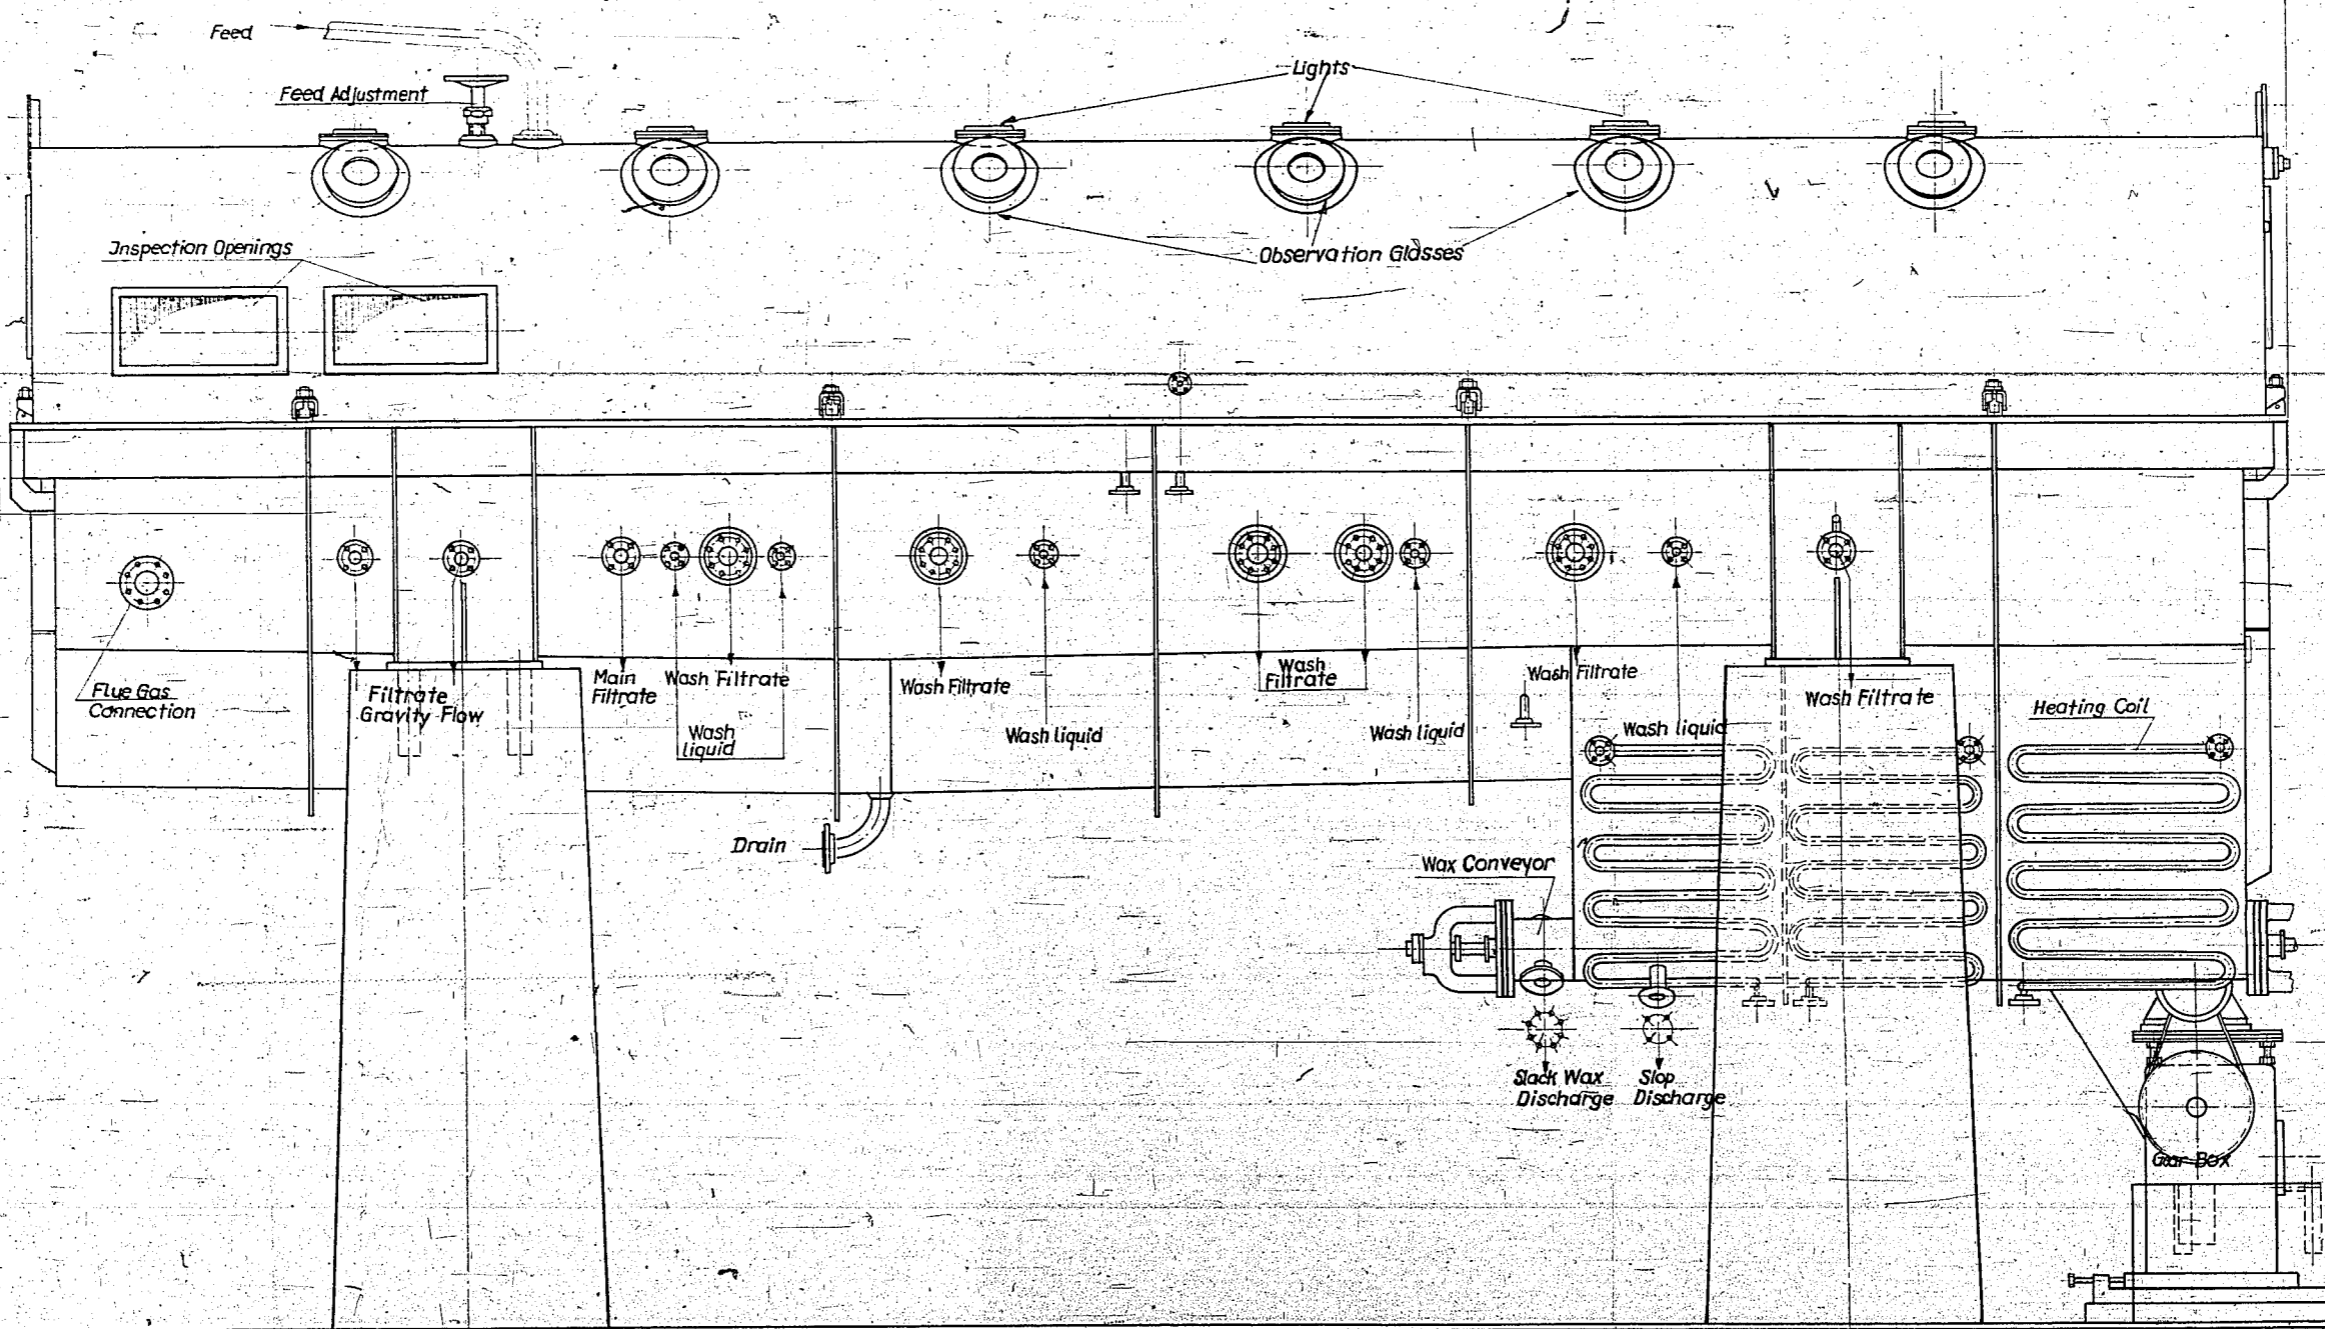 Feed
Lights
Feed Adjustment
Inspection Openings
Observation Glasses
Flue Gas
Connection
Filtrate
Gravity Flow
Main
Filtrate
Wash Filtrate
Wash
liquid
Wash Filtrate
Wash liquid
Wash
Filtrate
Wash liquid
Wash Filtrate
Wash liquid
Wash Filtrate
Heating Coil
Drain
Wax Conveyor
Slack Wax
Discharge
Slop
Discharge
Gear Box